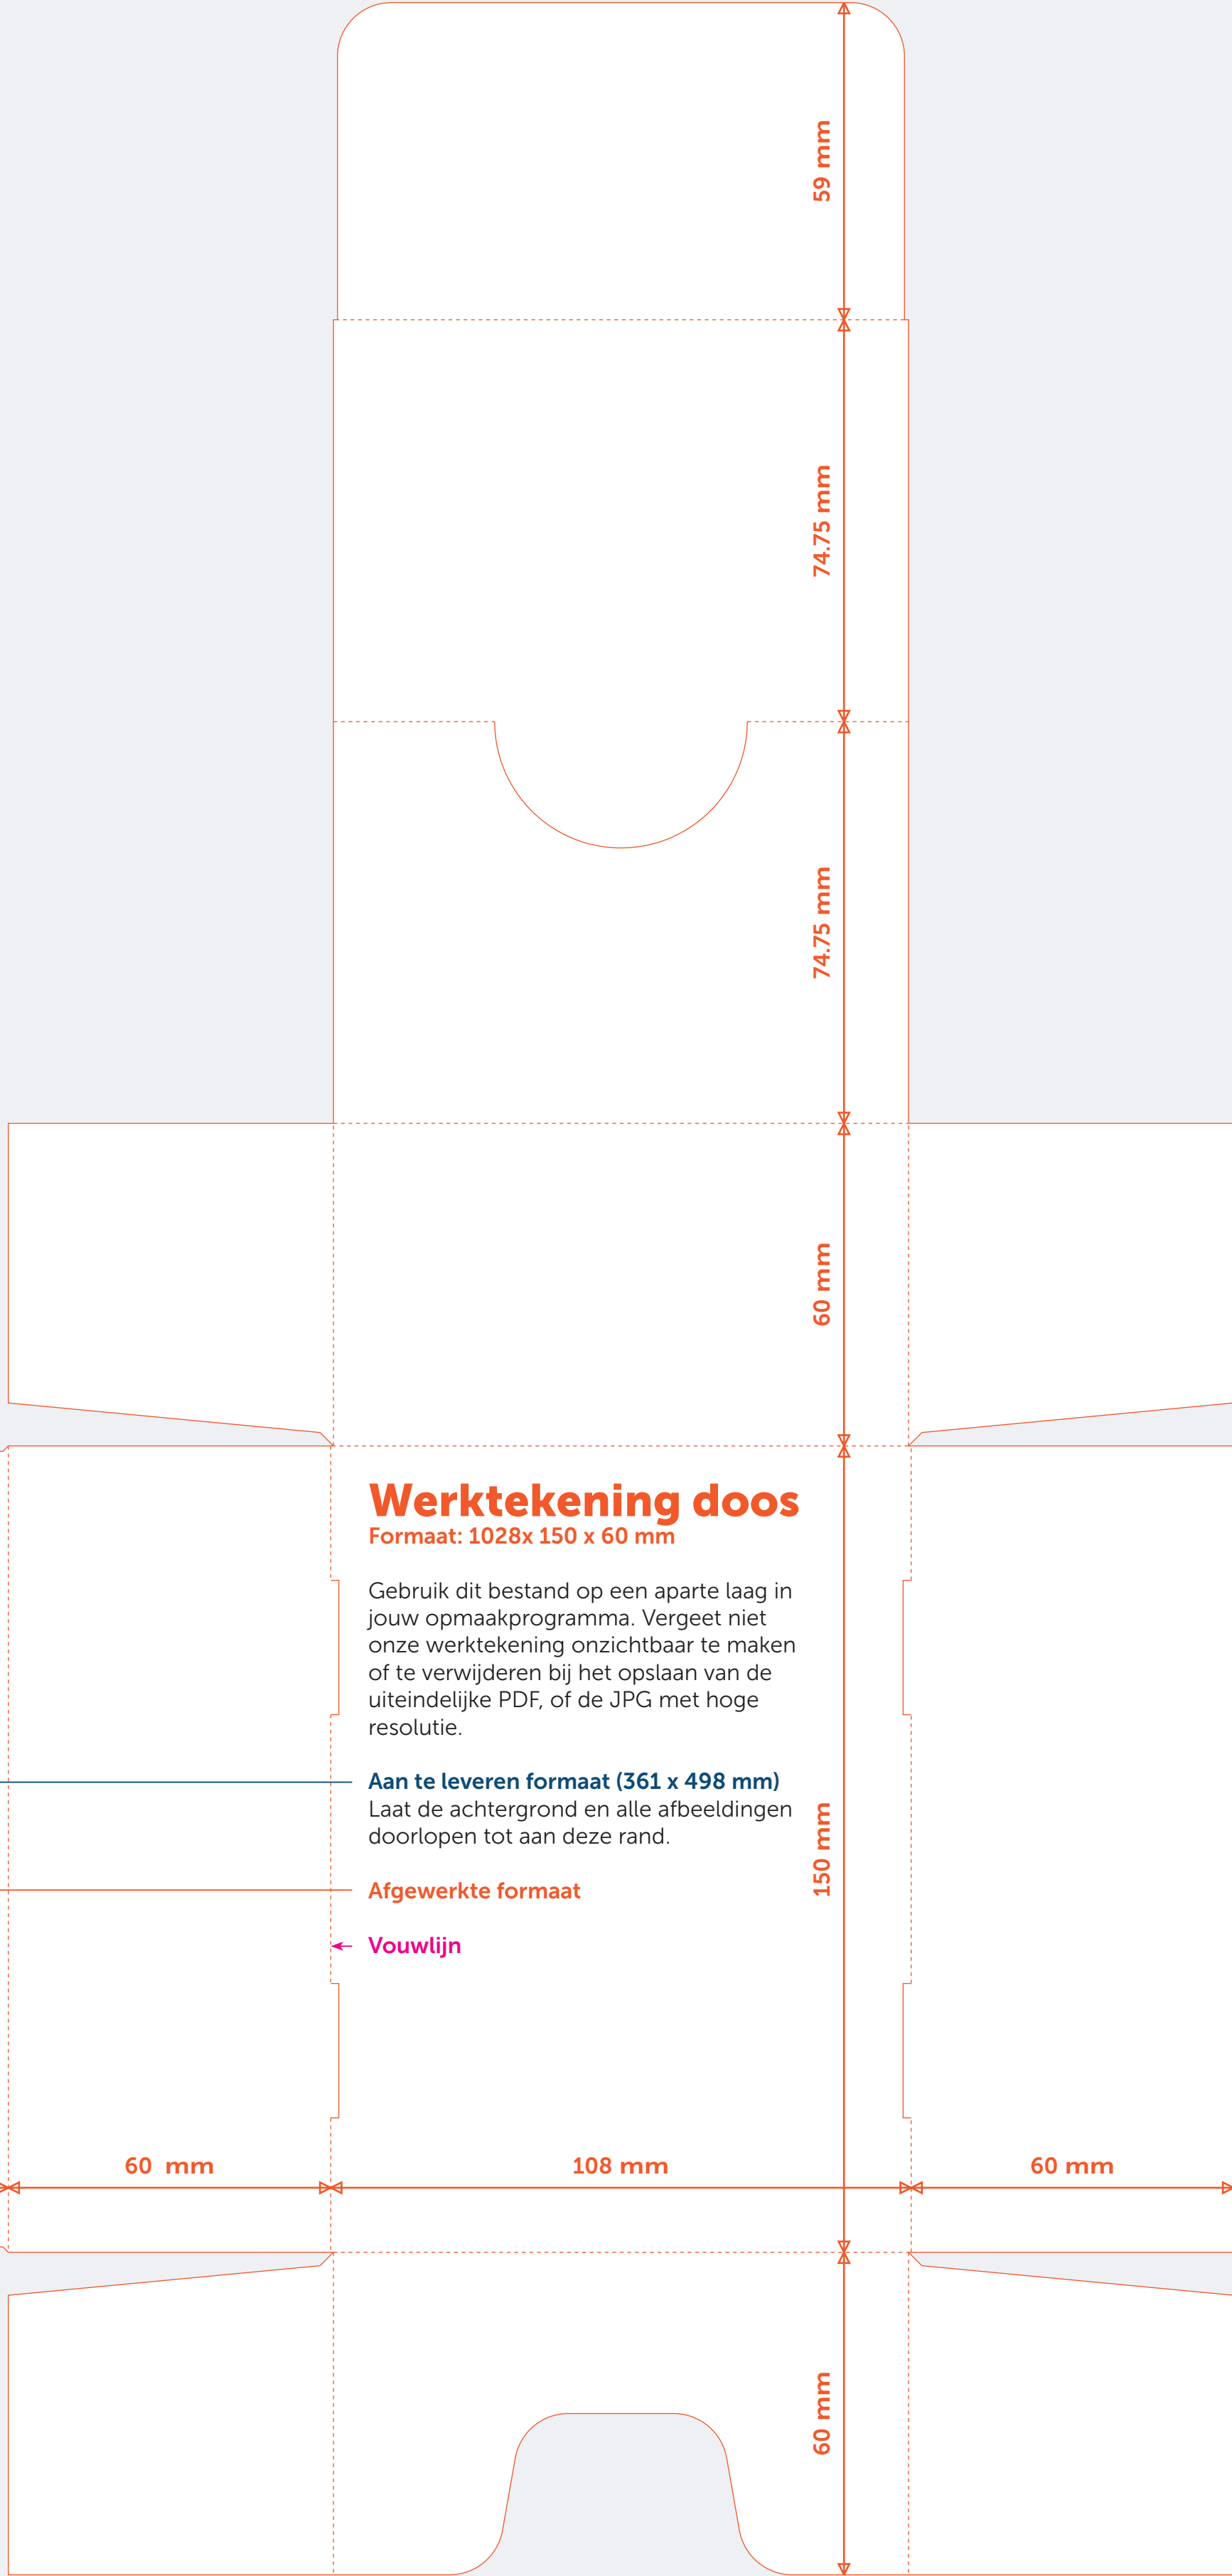 59 mm
74.75 mm
74.75 mm
60 mm
Werktekening doos
Formaat: 1028x 150 x 60 mm
Gebruik dit bestand op een aparte laag in
jouw opmaakprogramma. Vergeet niet
onze werktekening onzichtbaar te maken
of te verwijderen bij het opslaan van de
uiteindelijke PDF, of de JPG met hoge
resolutie.
Aan te leveren formaat (361 x 498 mm)
Laat de achtergrond en alle afbeeldingen
doorlopen tot aan deze rand.
150 mm
Afgewerkte formaat
Vouwlijn
60 mm
108 mm
60 mm
60 mm